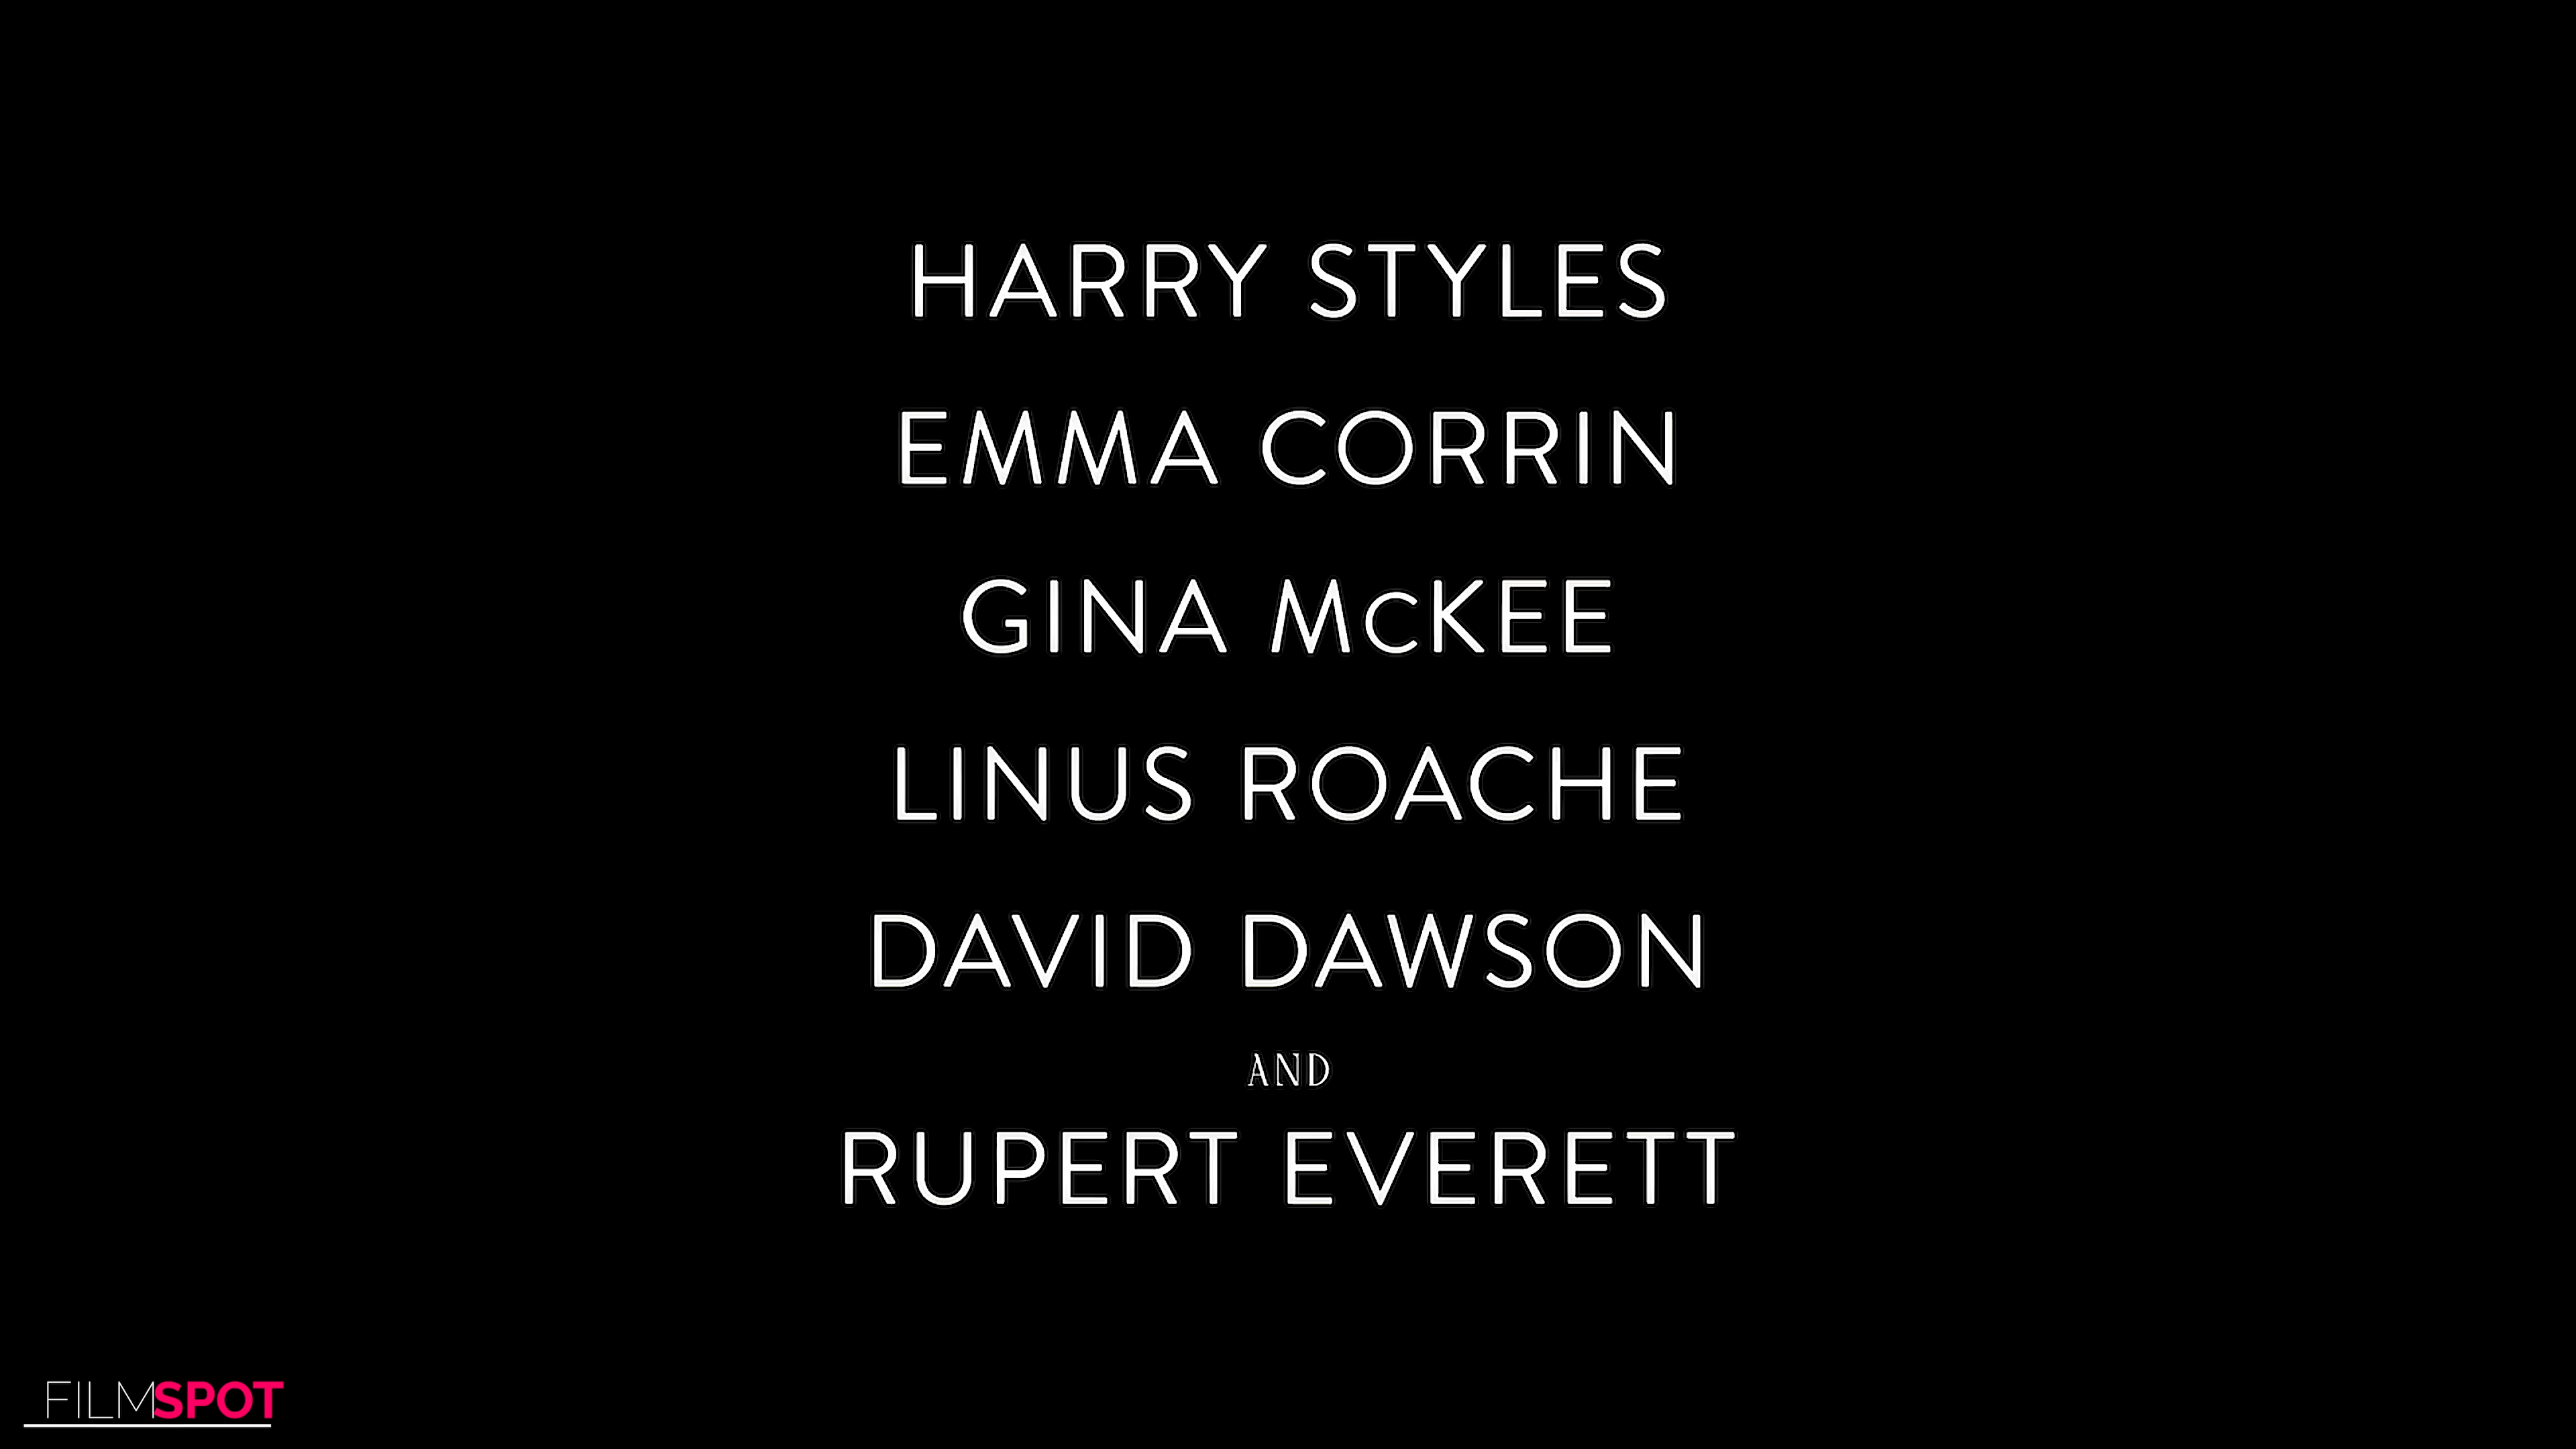 HARRY STYLES
EMMA CORRIN
GINA McKEE
LINUS ROACHE
DAVID DAWSON
AND
RUPERT EVERETT
FILMSPOT